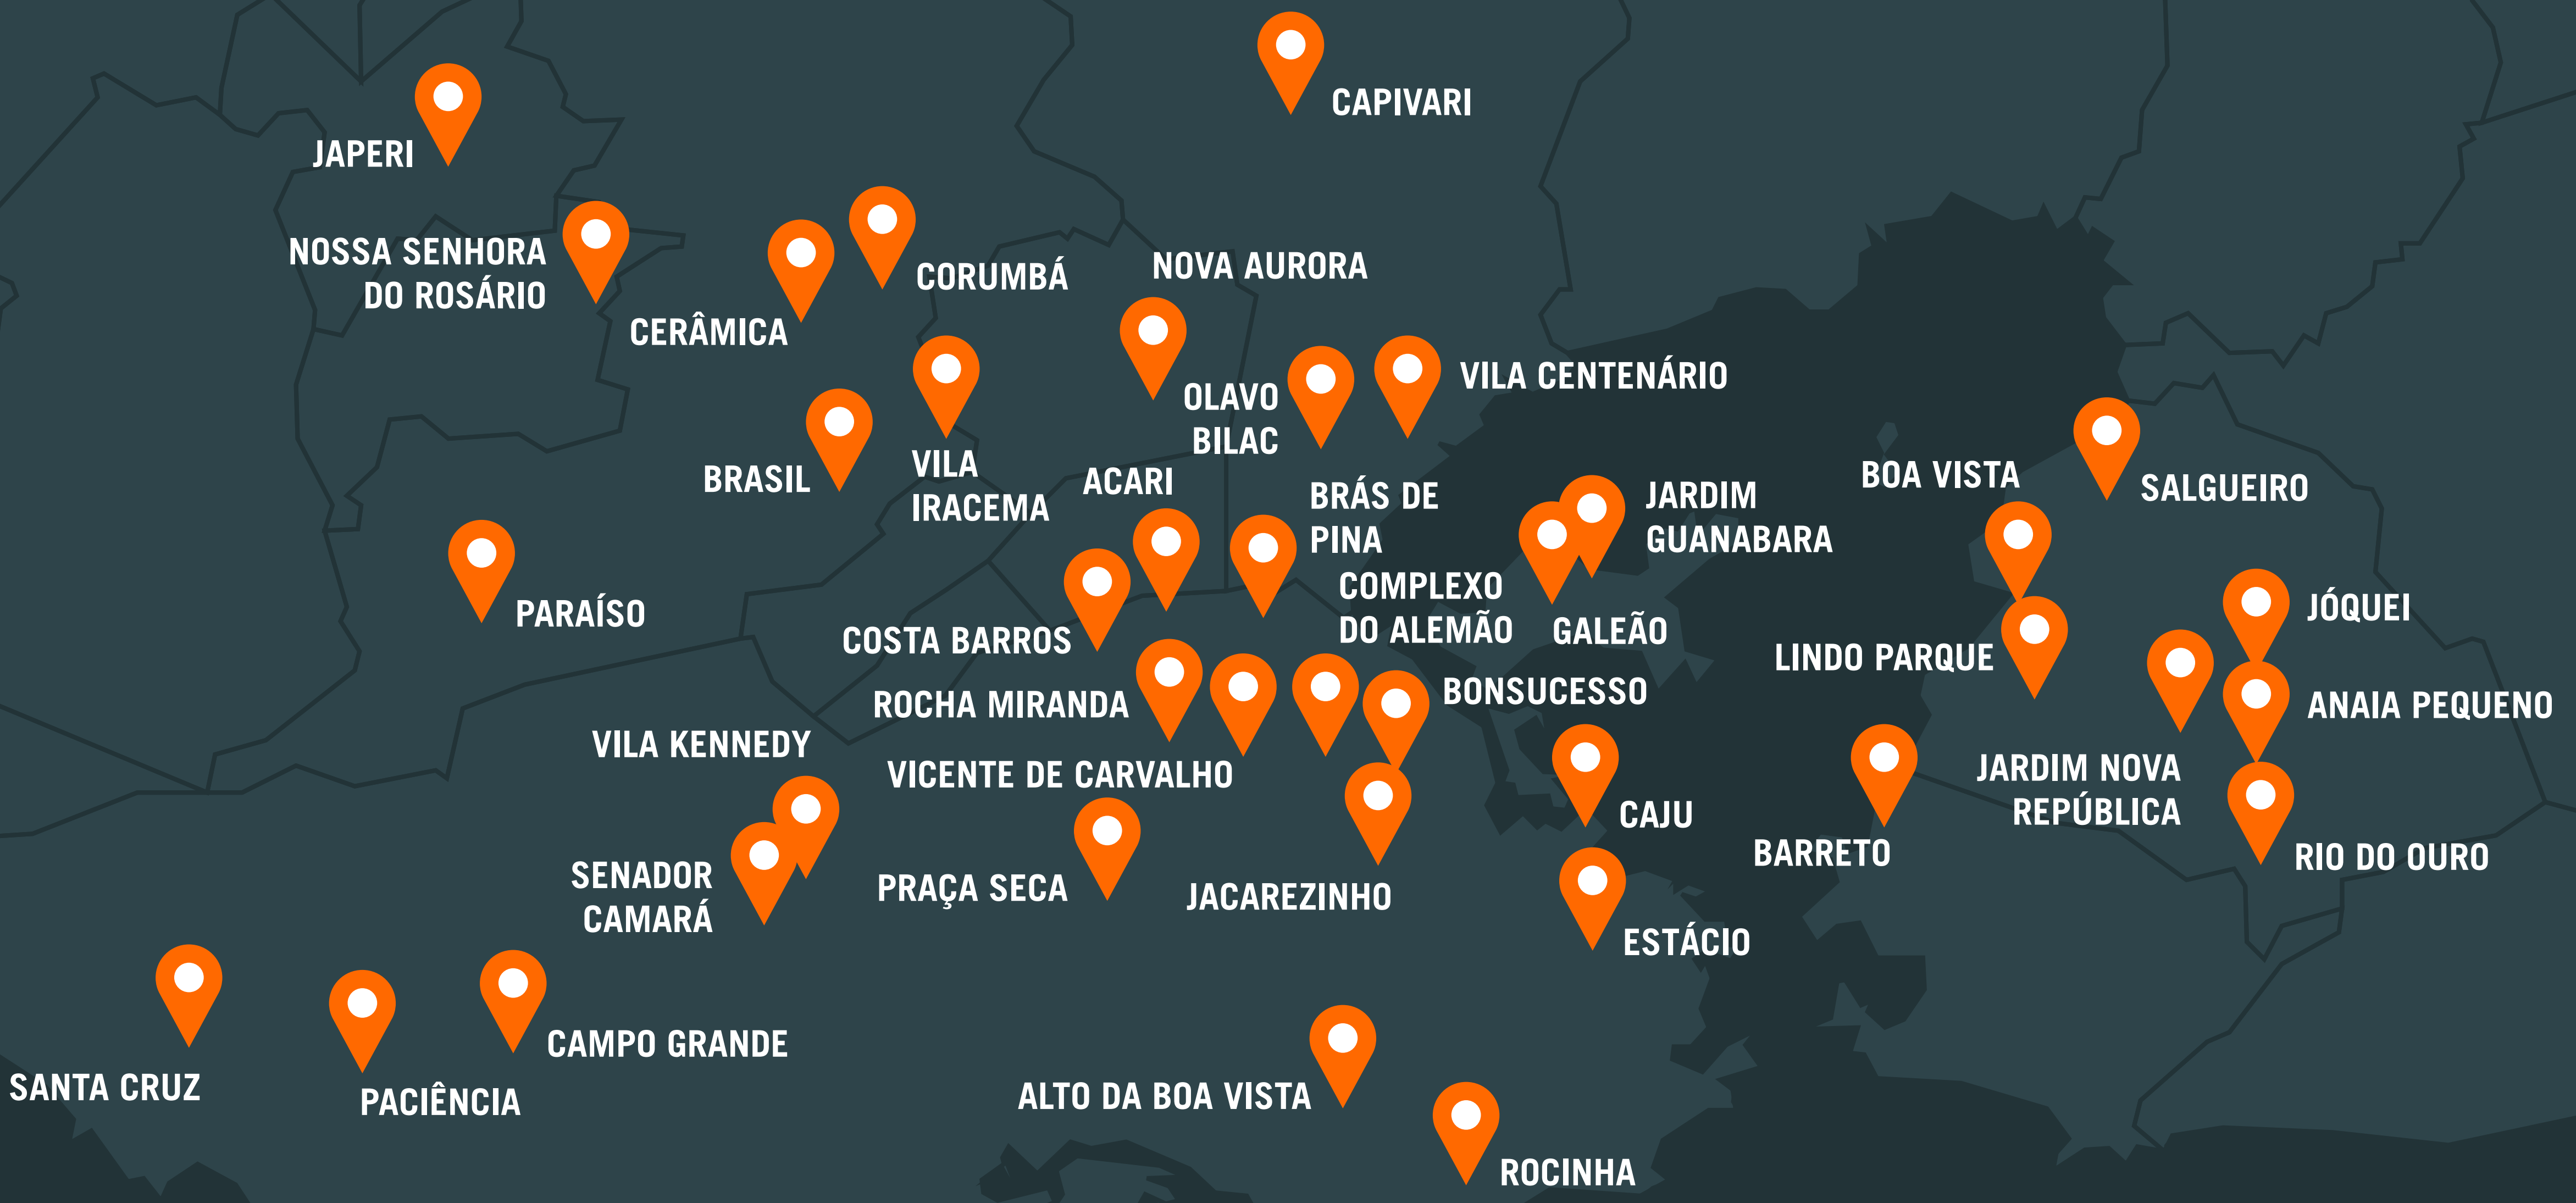 CAPIVARI
JAPERI
NOSSA SENHORA
DO ROSÁRIO
CORUMBÁ
NOVA AURORA
CERÂMICA
VILA CENTENÁRIO
OLAVO
BILAC
BRASIL
VILA
IRACEMA
ACARI
BRÁS DE
PINA
JARDIM
GUANABARA
BOA VISTA
SALGUEIRO
PARAÍSO
COSTA BARROS
COMPLEXO
DO ALEMÃO
GALEÃO
LINDO PARQUE
JÓQUEI
ROCHA MIRANDA
BONSUCESSO
ANAIA PEQUENO
VILA KENNEDY
VICENTE DE CARVALHO
JARDIM NOVA
REPÚBLICA
CAJU
BARRETO
RIO DO OURO
SENADOR
CAMARÁ
PRAÇA SECA
JACAREZINHO
ESTÁCIO
CAMPO GRANDE
SANTA CRUZ
PACIÊNCIA
ALTO DA BOA VISTA
ROCINHA